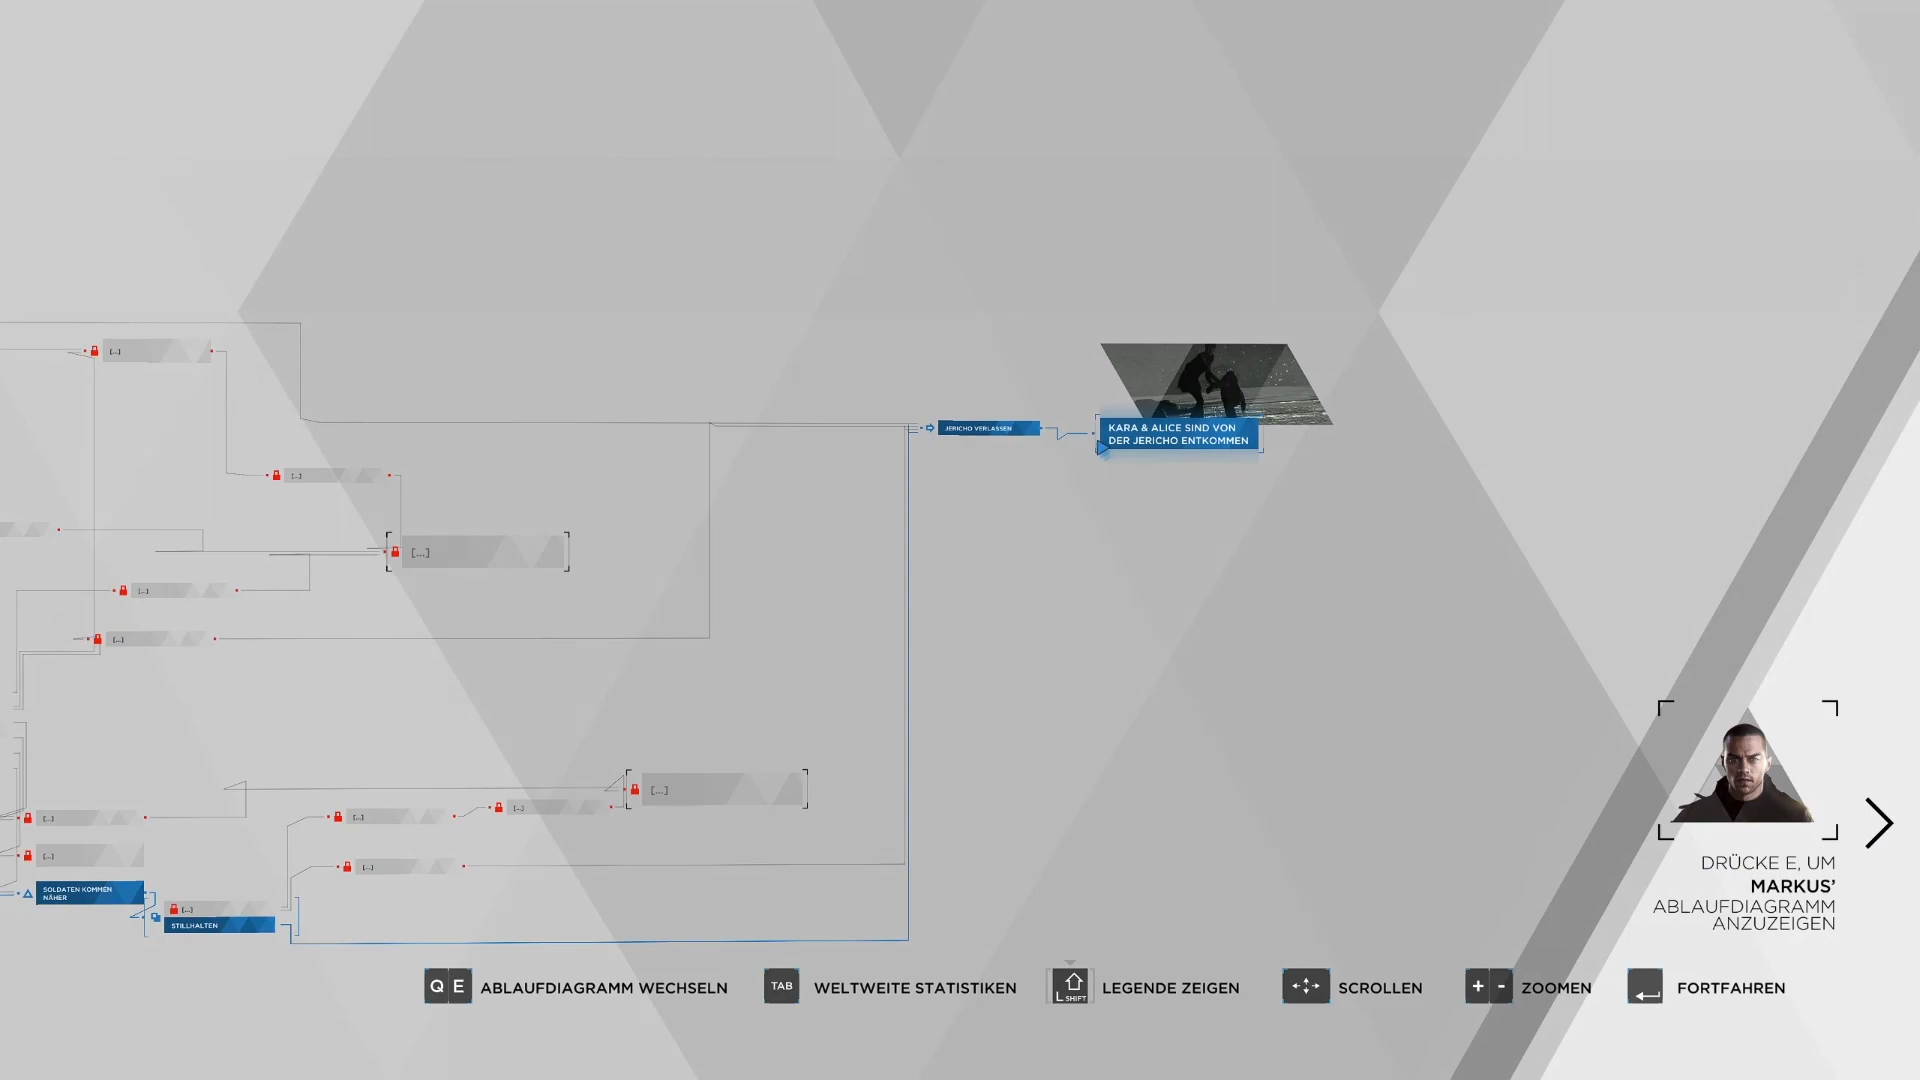 [...]
JERICHO VERLASSEN
KARA & ALICE SIND VON
DER JERICHO ENTKOMMEN
[...]
[...]
[...]
[...]
[...]
[...]
[...]
[...]
[...]
[...]
SOLDATEN KOMMEN
NÄHER
[...]
STILLHALTEN
DRÜCKE E, UM
MARKUS'
ABLAUFDIAGRAMM
ANZUZEIGEN
Q E ABLAUFDIAGRAMM WECHSELN
TAB WELTWEITE STATISTIKEN
L SHIFT LEGENDE ZEIGEN
SCROLLEN
+ - ZOOMEN
FORTFAHREN